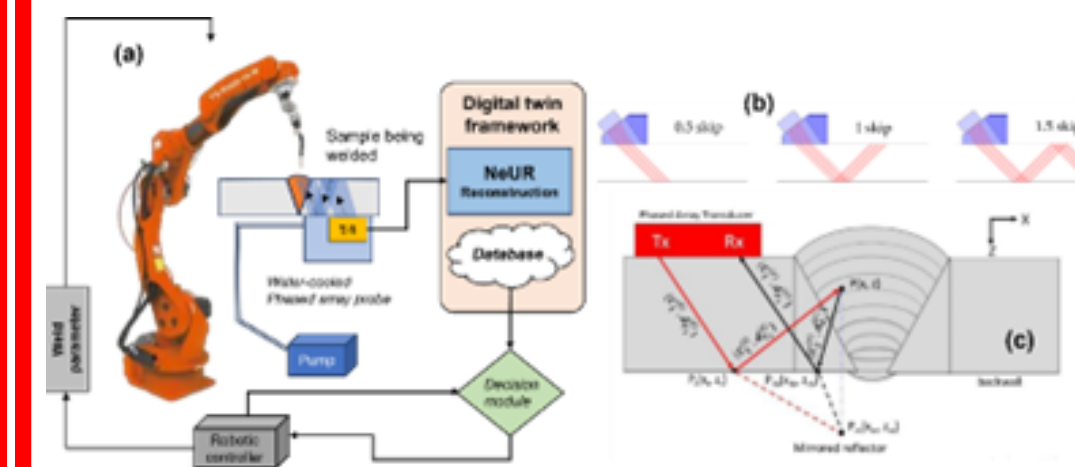 (a)
Sample being
welded
Digital twin
framework
NeUR
Reconstruction
Database
Water-cooled
Phased array probe
Pump
Decision
module
Robotic
controller
Weld
parameter
(b)
0.5 skip
1 skip
1.5 skip
Phased Array Transducer
Tx
Rx
X
(c)
backwall
Mirrored reflector